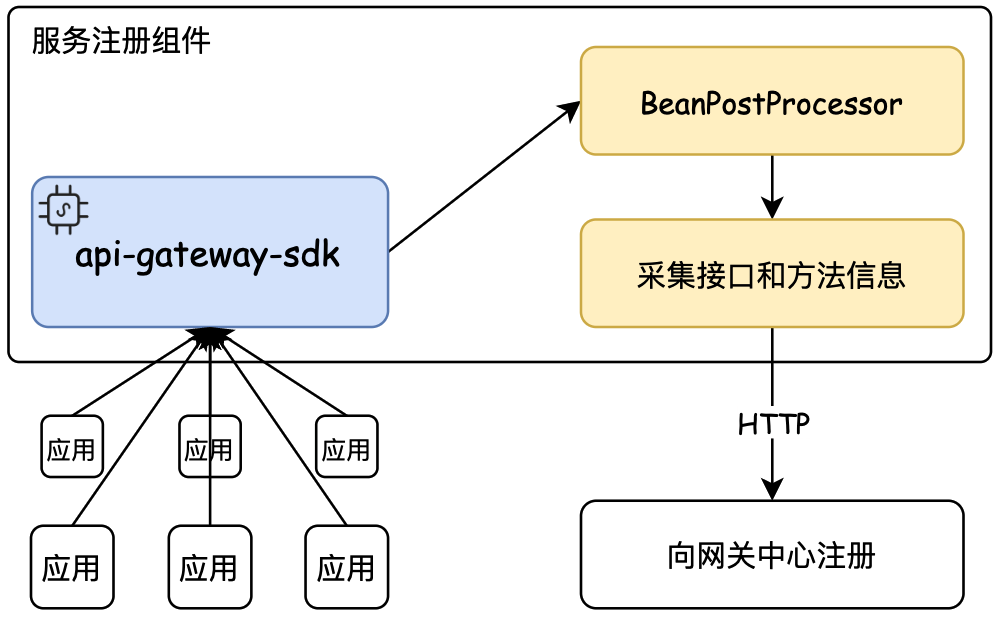 服务注册组件
BeanPostProcessor
api-gateway-sdk
采集接口和方法信息
HTTP
应用
应用
应用
应用
应用
应用
向网关中心注册